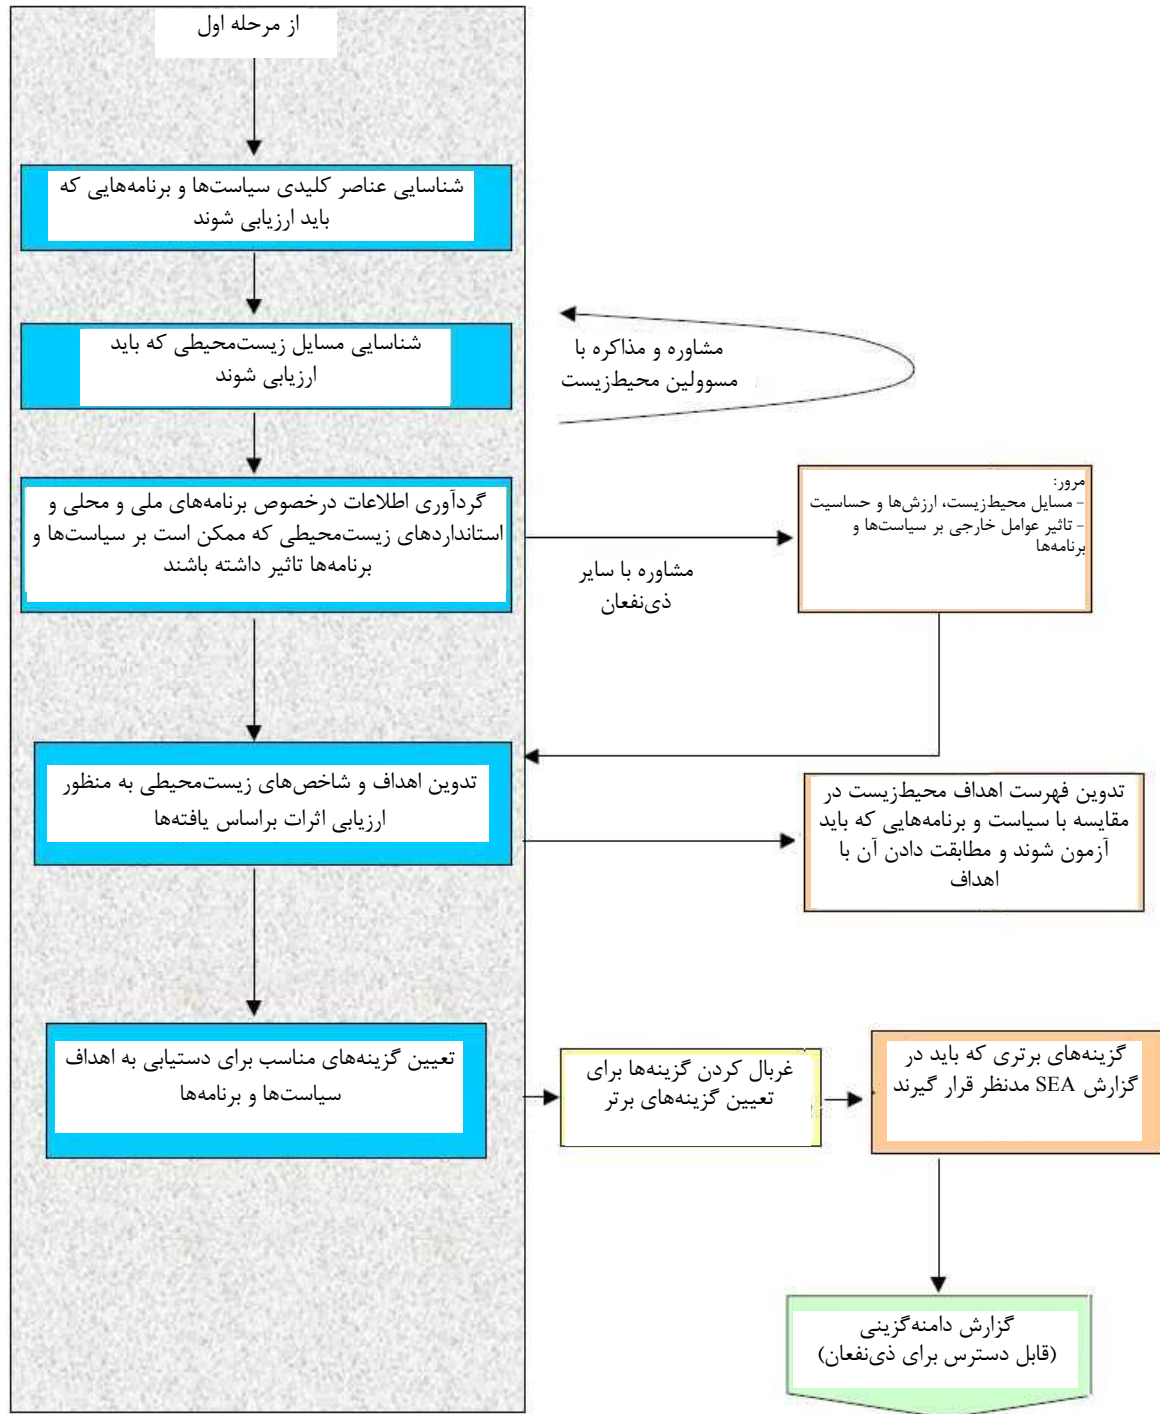 از مرحله اول
شناسایی عناصر کلیدی سیاست‌ها و برنامه‌هایی که
باید ارزیابی شوند
شناسایی مسایل زیست‌محیطی که باید
ارزیابی شوند
مشاوره و مذاکره با
مسوولین محیط‌زیست
گردآوری اطلاعات درخصوص برنامه‌های ملی و محلی و
استانداردهای زیست‌محیطی که ممکن است بر سیاست‌ها و
برنامه‌ها تاثیر داشته باشند
مشاوره با سایر
ذی‌نفعان
مرور:
- مسایل محیط‌زیست، ارزش‌ها و حساسیت
- تاثیر عوامل خارجی بر سیاست‌ها و
برنامه‌ها
تدوین اهداف و شاخص‌های زیست‌محیطی به منظور
ارزیابی اثرات براساس یافته‌ها
تدوین فهرست اهداف محیط‌زیست در
مقایسه با سیاست و برنامه‌هایی که باید
آزمون شوند و مطابقت دادن آن با
اهداف
تعیین گزینه‌های مناسب برای دستیابی به اهداف
سیاست‌ها و برنامه‌ها
غربال کردن گزینه‌ها برای
تعیین گزینه‌های برتر
گزینه‌های برتری که باید در
گزارش SEA مدنظر قرار گیرند
گزارش دامنه‌گزینی
(قابل دسترس برای ذی‌نفعان)